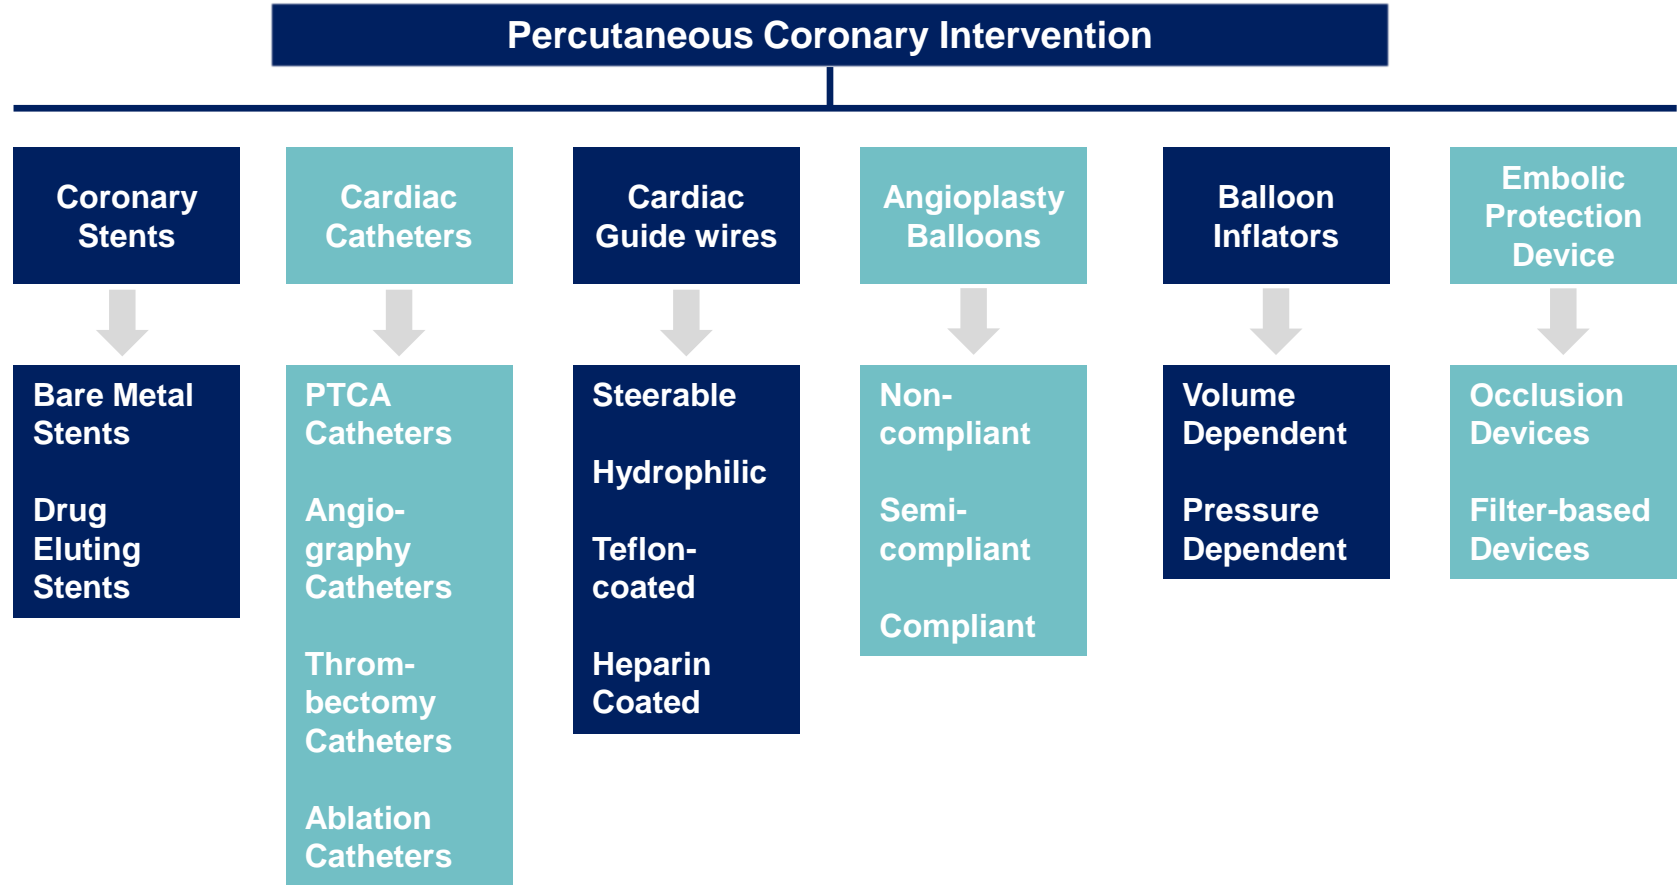 Percutaneous Coronary Intervention
Coronary
Stents
Cardiac
Catheters
Cardiac
Guide wires
Angioplasty
Balloons
Balloon
Inflators
Embolic
Protection
Device
Bare Metal
Stents
Drug
Eluting
Stents
PTCA
Catheters
Angio-
graphy
Catheters
Throm-
bectomy
Catheters
Ablation
Catheters
Steerable
Hydrophilic
Teflon-
coated
Heparin
Coated
Non-
compliant
Semi-
compliant
Compliant
Volume
Dependent
Pressure
Dependent
Occlusion
Devices
Filter-based
Devices